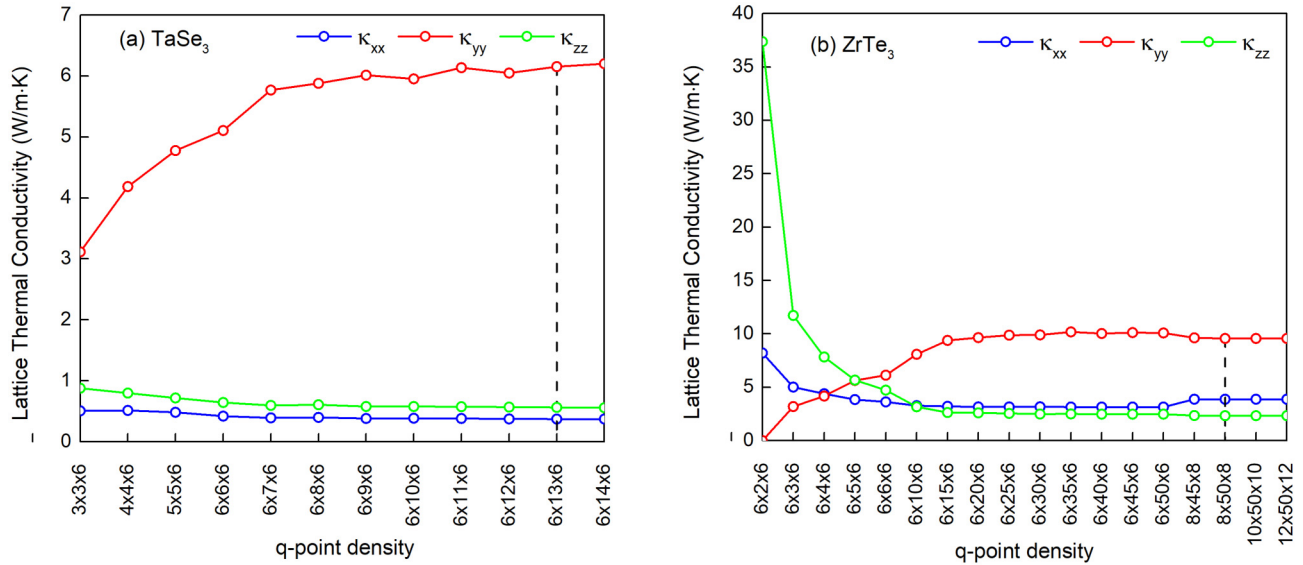 (a) TaSe₃
κxx
κyy
κzz
Lattice Thermal Conductivity (W/m·K)
7
6
5
4
3
2
1
0
3x3x6
4x4x6
5x5x6
6x6x6
6x7x6
6x8x6
6x9x6
6x10x6
6x11x6
6x12x6
6x13x6
6x14x6
q-point density
(b) ZrTe₃
κxx
κyy
κzz
Lattice Thermal Conductivity (W/m·K)
40
35
30
25
20
15
10
5
0
6x2x6
6x3x6
6x4x6
6x5x6
6x6x6
6x10x6
6x15x6
6x20x6
6x25x6
6x30x6
6x35x6
6x40x6
6x45x6
6x50x6
8x45x8
8x50x8
10x50x10
12x50x12
q-point density